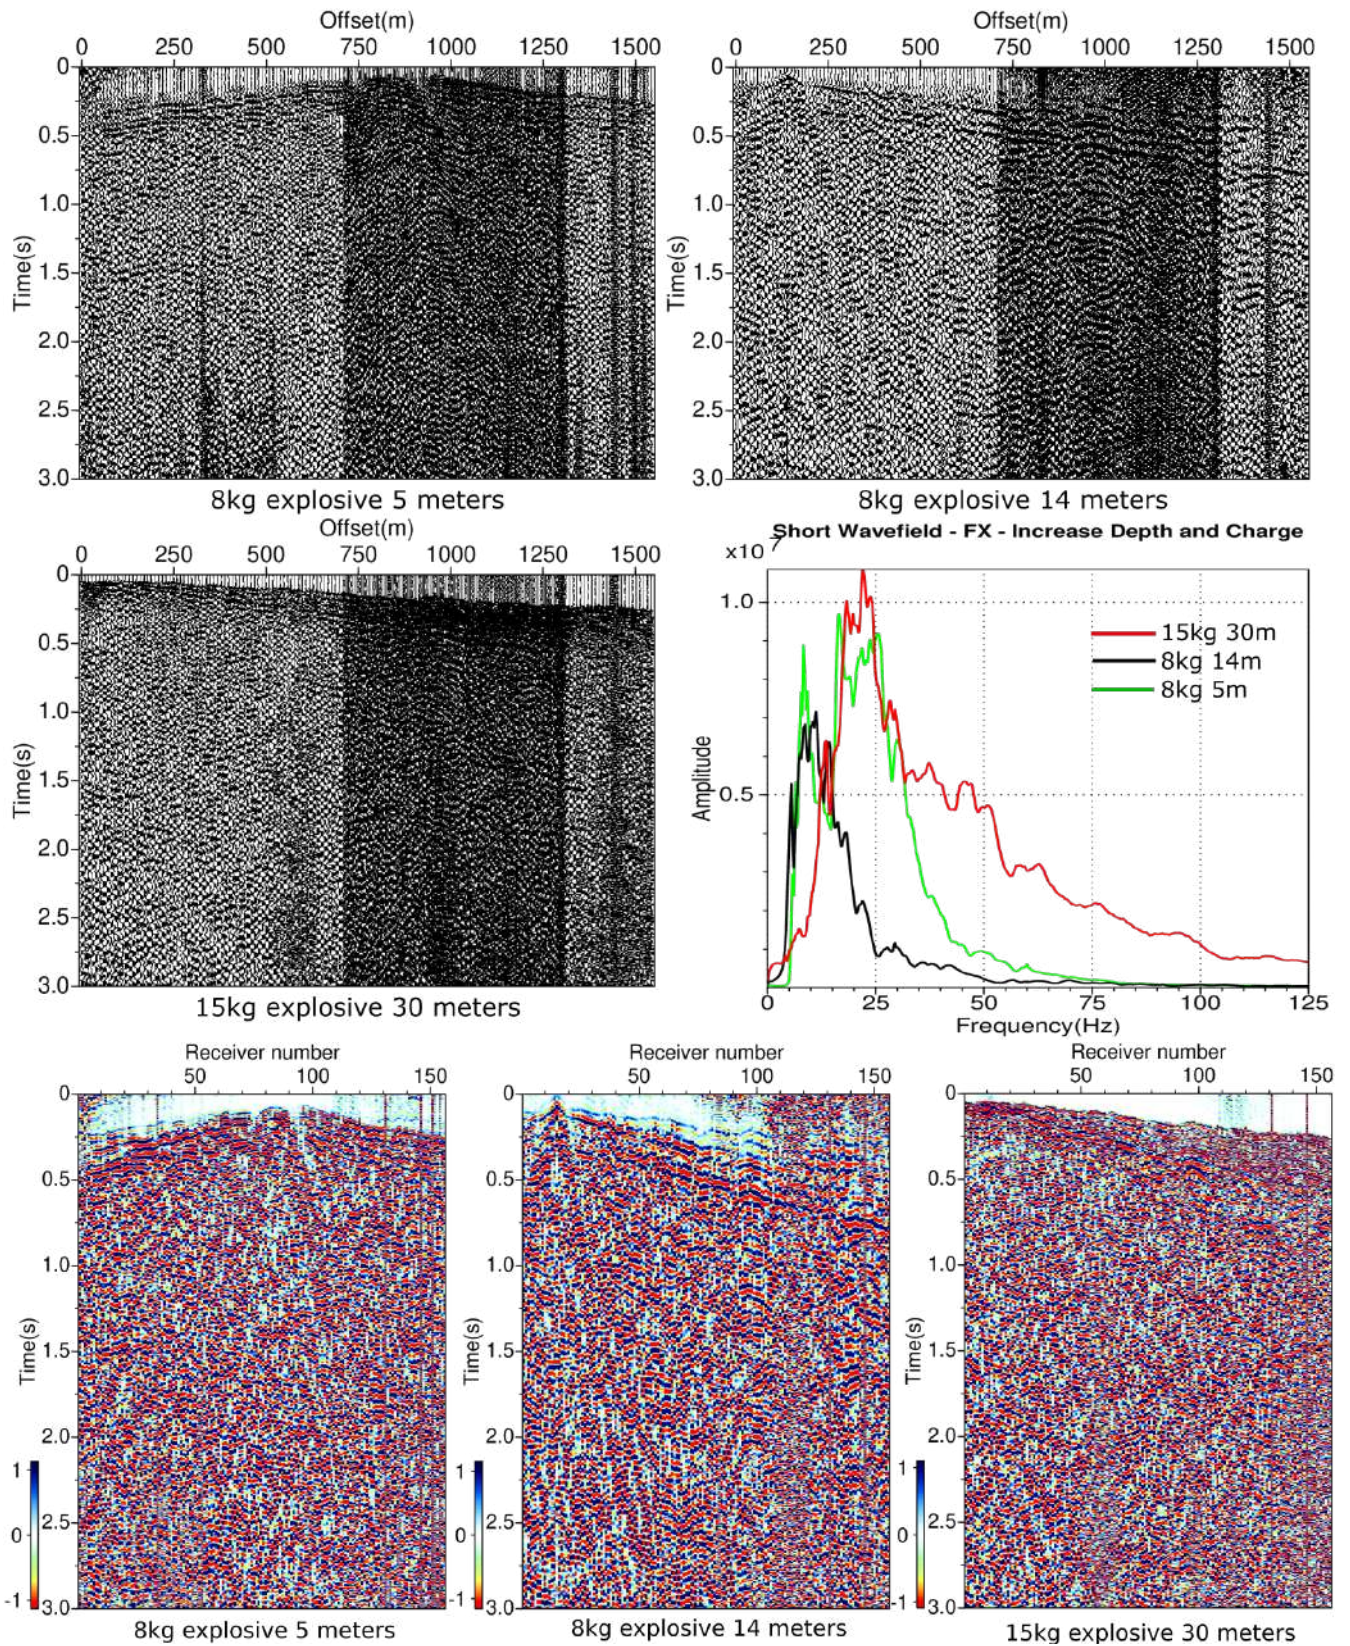 Offset(m) Offset(m)
0 250 500 750 1000 1250 1500 0 250 500 750 1000 1250 1500
0 0
0.5 0.5
1.0 1.0
Time(s) Time(s)
1.5 1.5
2.0 2.0
2.5 2.5
3.0 3.0
8kg explosive 5 meters 8kg explosive 14 meters
Offset(m)
0 250 500 750 1000 1250 1500
0
0.5
1.0
Time(s)
1.5
2.0
2.5
3.0
15kg explosive 30 meters
Short Wavefield - FX - Increase Depth and Charge
x10 7
1.0
15kg 30m
8kg 14m
8kg 5m
Amplitude
0.5
0 25 50 75 100 125
Frequency(Hz)
Receiver number Receiver number Receiver number
50 100 150 50 100 150 50 100 150
0 0 0
0.5 0.5 0.5
1.0 1.0 1.0
Time(s) Time(s) Time(s)
1.5 1.5 1.5
2.0 2.0 2.0
1 1 1
0 0 0
2.5 2.5 2.5
-1 -1 -1
3.0 3.0 3.0
8kg explosive 5 meters 8kg explosive 14 meters 15kg explosive 30 meters